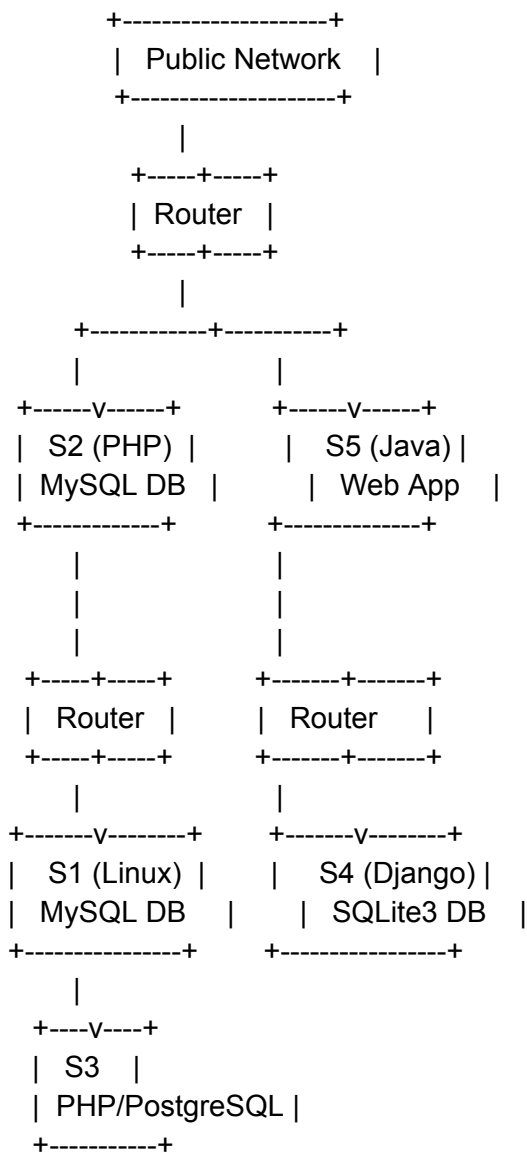 +---------------------+
| Public Network |
+---------------------+
|
+-----+-----+
| Router |
+-----+-----+
|
+------------+-----------+
| |
+------v------+ +------v------+
| S2 (PHP) | | S5 (Java) |
| MySQL DB | | Web App |
+-------------+ +--------------+
| |
| |
| |
+-----+-----+ +-------+-------+
| Router | | Router |
+-----+-----+ +-------+-------+
| |
+-------v--------+ +-------v--------+
| S1 (Linux) | | S4 (Django) |
| MySQL DB | | SQLite3 DB |
+----------------+ +-----------------+
|
+----v----+
| S3 |
| PHP/PostgreSQL |
+-----------+